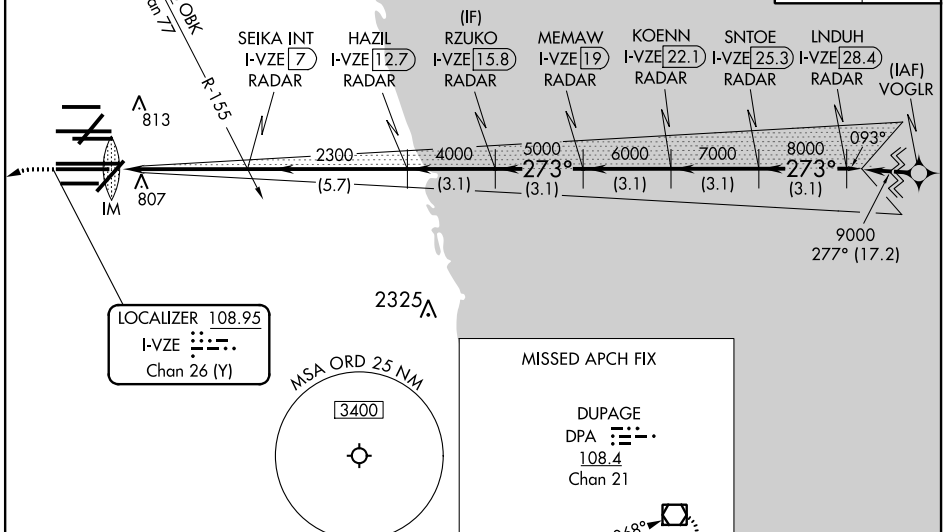 OBK
Chan 77
R-155
SEIKA INT
I-VZE 7
RADAR
HAZIL
I-VZE 12.7
RADAR
(IF)
RZUKO
I-VZE 15.8
RADAR
MEMAW
I-VZE 19
RADAR
KOENN
I-VZE 22.1
RADAR
SNTOE
I-VZE 25.3
RADAR
LNDUH
I-VZE 28.4
RADAR
(IAF)
VOGLR
813
807
IM
2300
(5.7)
4000
(3.1)
5000
273°
(3.1)
6000
(3.1)
7000
(3.1)
8000
273°
(3.1)
093°
9000
277° (17.2)
2325
LOCALIZER 108.95
I-VZE
Chan 26 (Y)
MSA ORD 25 NM
3400
MISSED APCH FIX
DUPAGE
DPA
108.4
Chan 21
068°